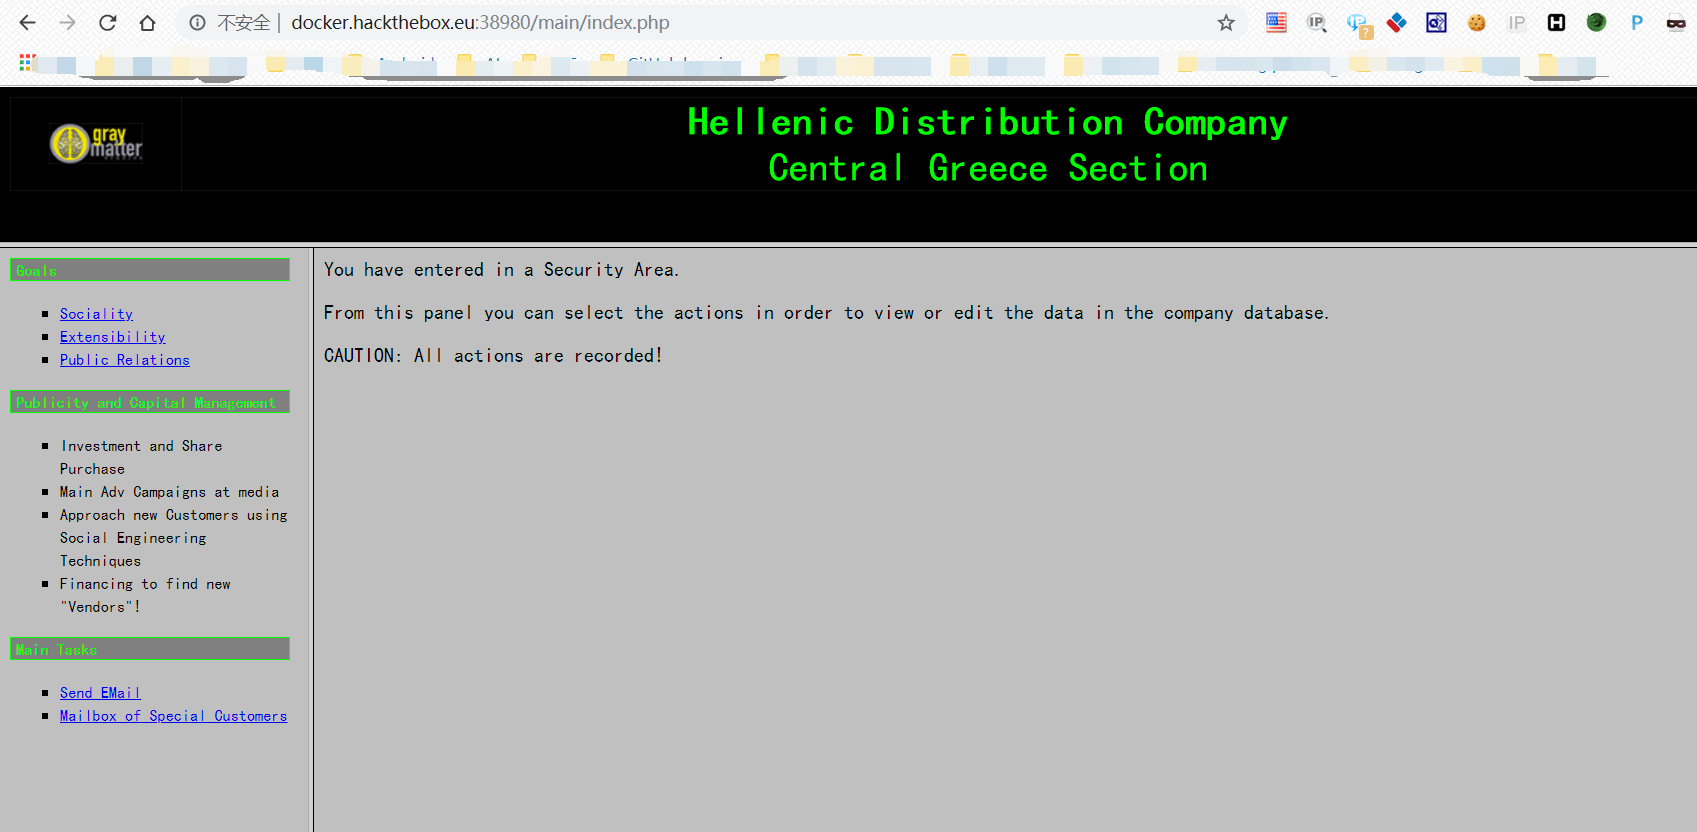 不安全 | docker.hackthebox.eu:38980/main/index.php
gray
matter
Hellenic Distribution Company
Central Greece Section
Goals
Sociality
Extensibility
Public Relations
Publicity and Capital Management
Investment and Share
Purchase
Main Adv Campaigns at media
Approach new Customers using
Social Engineering
Techniques
Financing to find new
"Vendors"!
Main Tasks
Send EMail
Mailbox of Special Customers
You have entered in a Security Area.
From this panel you can select the actions in order to view or edit the data in the company database.
CAUTION: All actions are recorded!